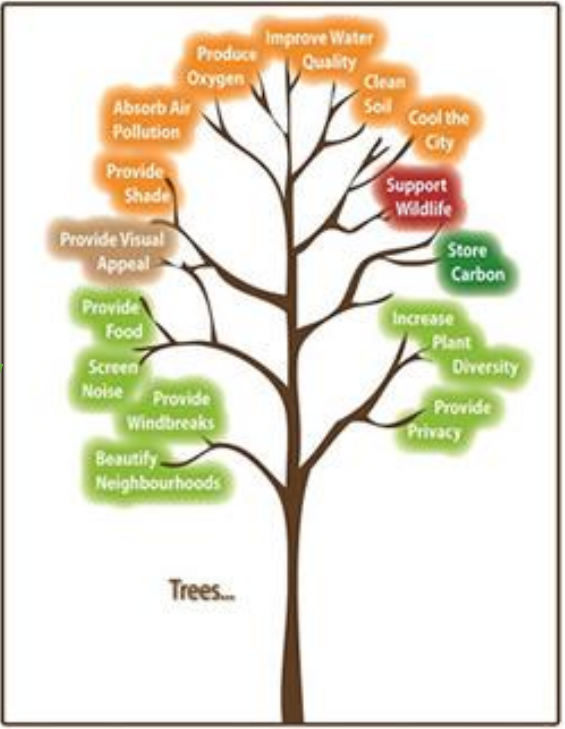 Improve Water
Quality
Produce
Oxygen
Clean
Soil
Absorb Air
Pollution
Cool the
City
Provide
Shade
Support
Wildlife
Provide Visual
Appeal
Store
Carbon
Provide
Food
Increase
Plant
Diversity
Screen
Noise
Provide
Windbreaks
Provide
Privacy
Beautify
Neighbourhoods
Trees...